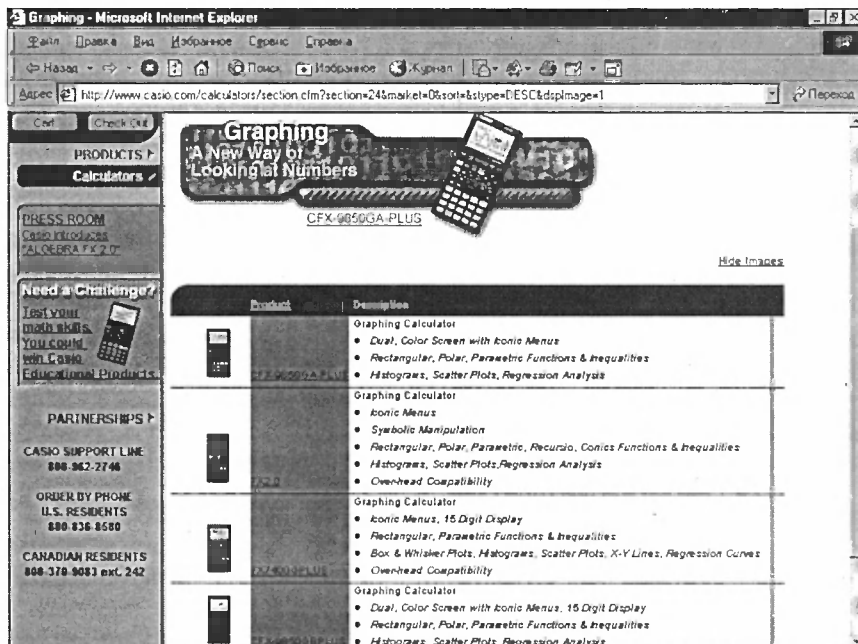 Graphing - Microsoft Internet Explorer
Файл Правка Вид Избранное Сервис Справка
Назад Поиск Избранное Журнал
Адрес http://www.casio.com/calculators/section.cfm?section=24&market=0&sort=&stype=DESC&dspImage=1 Переход
Cart Check Out
PRODUCTS
Calculators
PRESS ROOM
Casio introduces
"ALGEBRA FX 2.0"
Need a Challenge?
Test your
math skills.
You could
win Casio
Educational Products.
PARTNERSHIPS
CASIO SUPPORT LINE
800-962-2746
ORDER BY PHONE
U.S. RESIDENTS
800-836-8580
CANADIAN RESIDENTS
800-370-9083 ext. 242
Graphing
A New Way of
Looking at Numbers
CFX-9850GA-PLUS
Hide Images
Product Description
Graphing Calculator
• Dual, Color Screen with Iconic Menus
• Rectangular, Polar, Parametric Functions & Inequalities
• Histograms, Scatter Plots, Regression Analysis
CFX-9850GA-PLUS
Graphing Calculator
• Iconic Menus
• Symbolic Manipulation
• Rectangular, Polar, Parametric, Recursio, Conics Functions & Inequalities
• Histograms, Scatter Plots,Regression Analysis
• Over-head Compatibility
FX2.0
Graphing Calculator
• Iconic Menus, 15 Digit Display
• Rectangular, Parametric Functions & Inequalities
• Box & Whisker Plots, Histograms, Scatter Plots, X-Y Lines, Regression Curves
• Over-head Compatibility
FX7400GPLUS
Graphing Calculator
• Dual, Color Screen with Iconic Menus, 15 Digit Display
• Rectangular, Polar, Parametric Functions & Inequalities
• Histograms, Scatter Plots, Regression Analysis